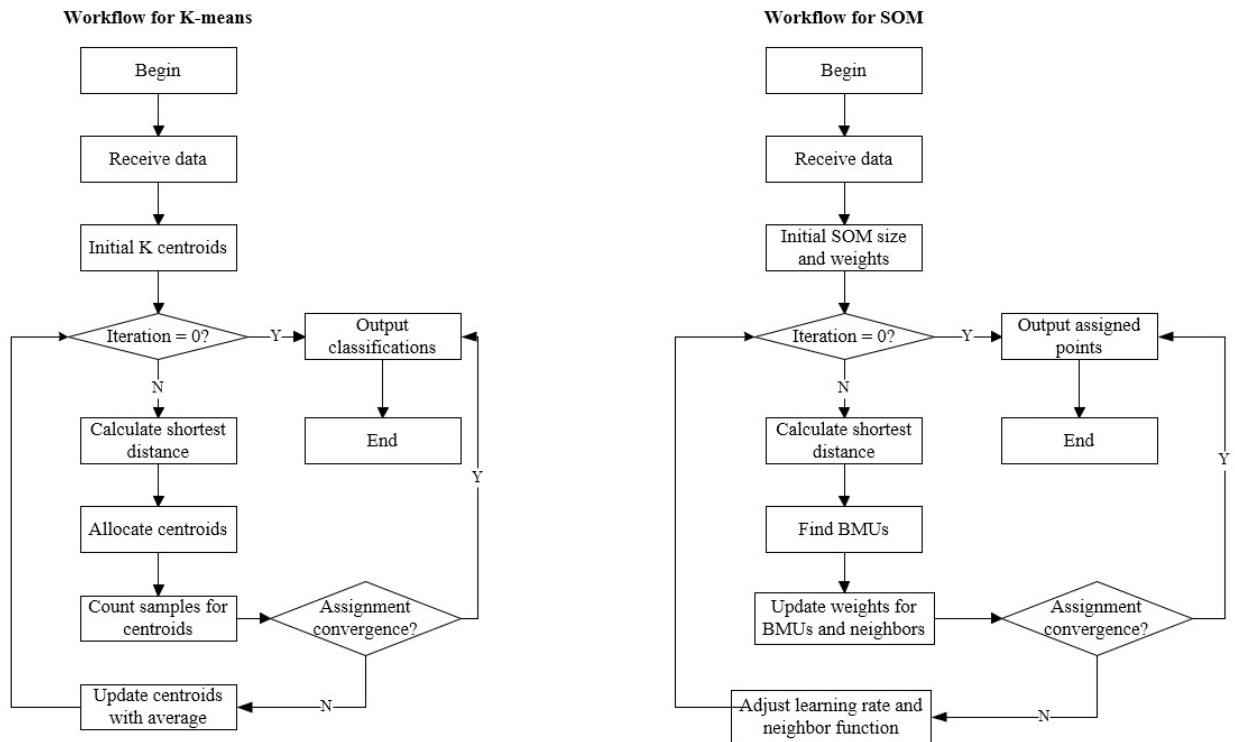 Workflow for K-means
Begin
Receive data
Initial K centroids
Iteration = 0?
Y
Output
classifications
N
End
Calculate shortest
distance
Y
Allocate centroids
Count samples for
centroids
Assignment
convergence?
Update centroids
with average
N
Workflow for SOM
Begin
Receive data
Initial SOM size
and weights
Iteration = 0?
Y
Output assigned
points
N
End
Calculate shortest
distance
Y
Find BMUs
Update weights for
BMUs and neighbors
Assignment
convergence?
Adjust learning rate and
neighbor function
N